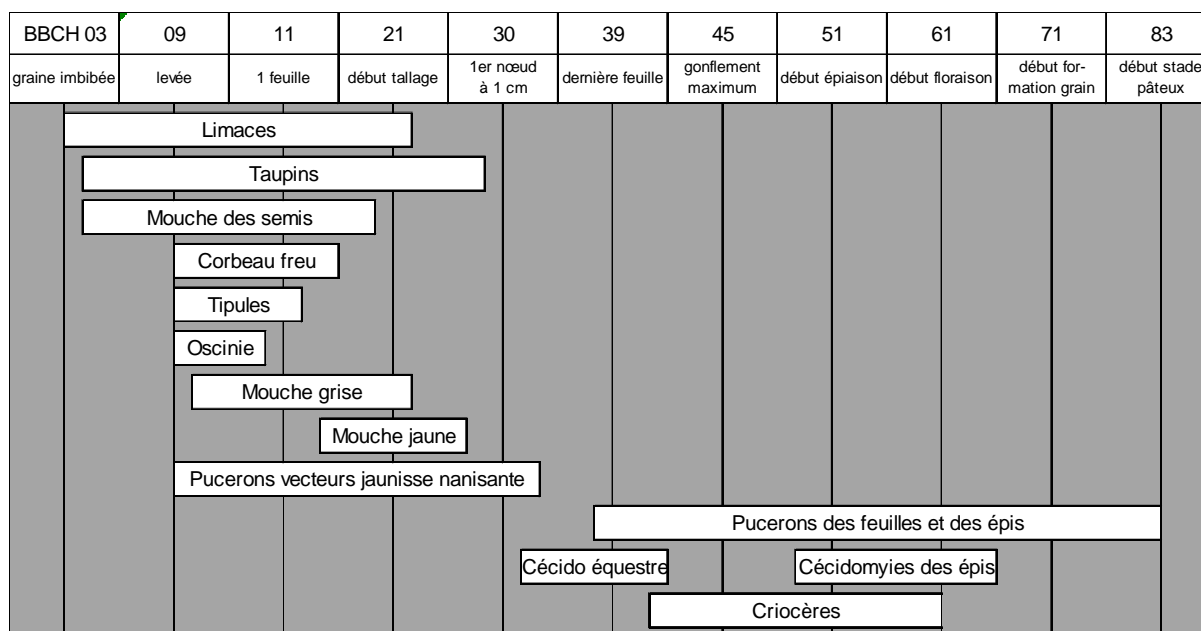 BBCH 03 09 11 21 30 39 45 51 61 71 83
graine imbibée levée 1 feuille début tallage 1er nœud à 1 cm dernière feuille gonflement maximum début épiaison début floraison début for-mation grain début stade pâteux
Limaces
Taupins
Mouche des semis
Corbeau freu
Tipules
Oscinie
Mouche grise
Mouche jaune
Pucerons vecteurs jaunisse nanisante
Pucerons des feuilles et des épis
Cécido équestre Cécidomyies des épis
Criocères